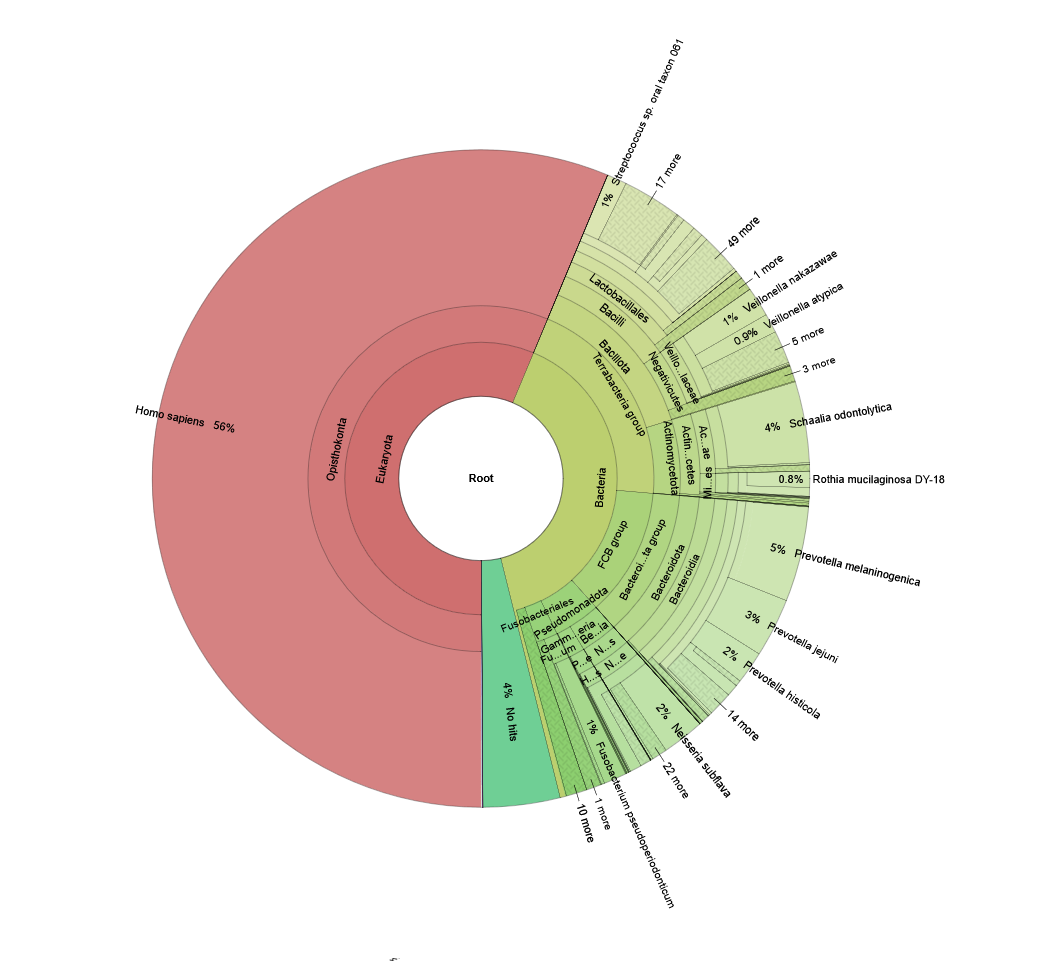 Root
Eukaryota
Opisthokonta
Homo sapiens 56%
Bacteria
Terrabacteria group
Bacillota
Bacilli
Lactobacillales
1% Streptococcus sp. oral taxon 061
17 more
49 more
1 more
Negativicutes
Veillo...laceae
1% Veillonella nakazawae
0.9% Veillonella atypica
5 more
3 more
Actinomycetota
Actin...cetes
Ac...ae
4% Schaalia odontolytica
0.8% Rothia mucilaginosa DY-18
FCB group
Bacteroi...ta group
Bacteroidota
Bacteroidia
5% Prevotella melaninogenica
3% Prevotella jejuni
2% Prevotella histicola
14 more
Pseudomonadota
Be...ia
N...s
N...e
2% Neisseria subflava
Gamm...eria
P...e
22 more
Fusobacteriales
Fu...um
1% Fusobacterium pseudoperiodonticum
1 more
10 more
4% No hits